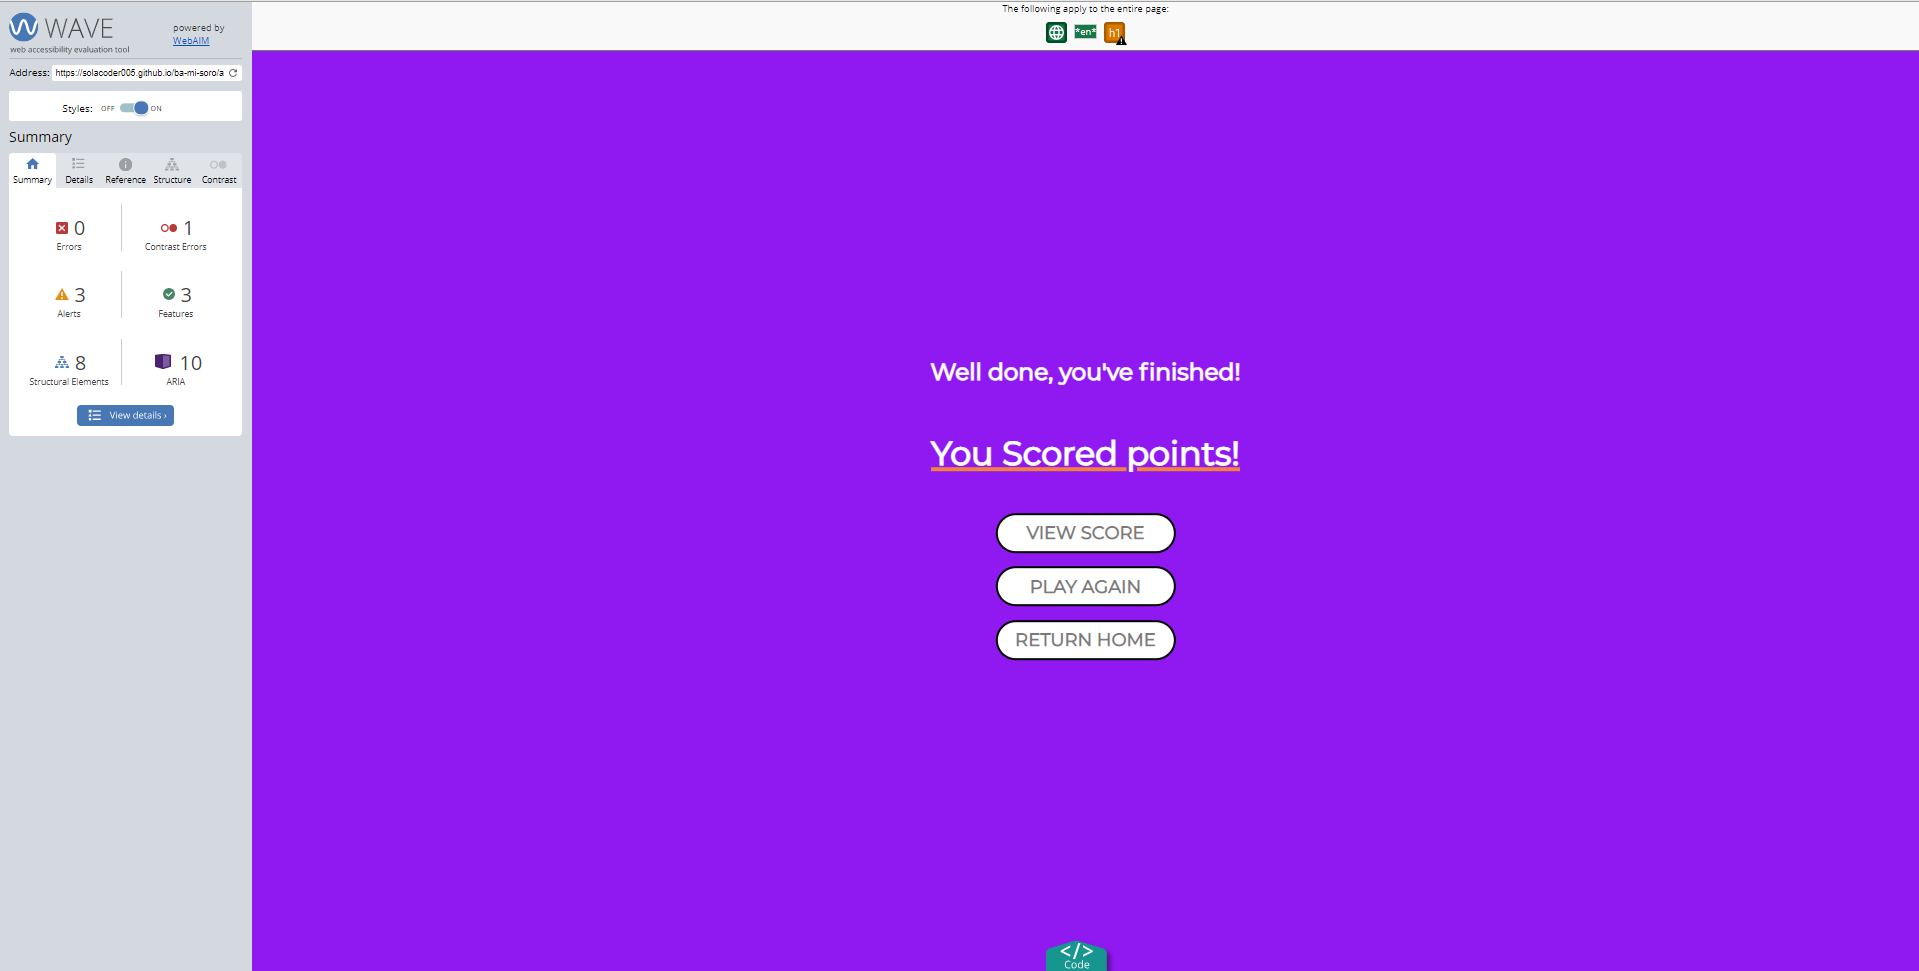 WAVE
web accessibility evaluation tool
powered by
WebAIM
Address: https://solacoder005.github.io/ba-mi-soro/a
Styles: OFF ON
Summary
Summary Details Reference Structure Contrast
0
Errors
1
Contrast Errors
3
Alerts
3
Features
8
Structural Elements
10
ARIA
View details ›
The following apply to the entire page:
*en* h1
Well done, you've finished!
You Scored points!
VIEW SCORE
PLAY AGAIN
RETURN HOME
</>
Code